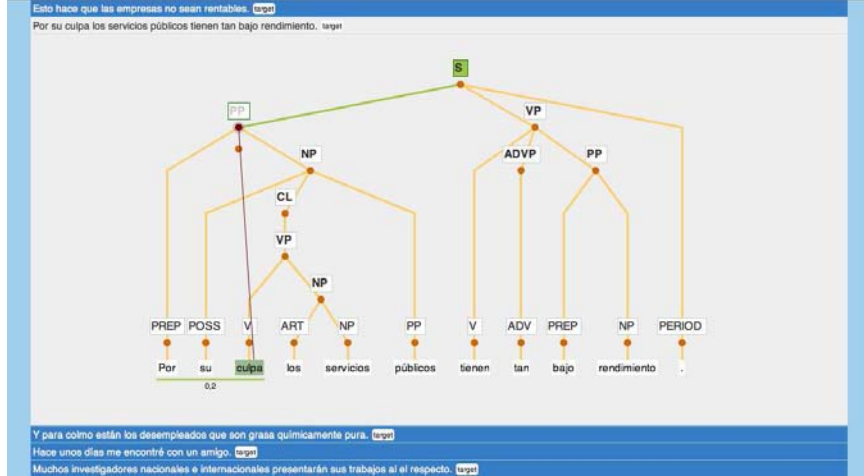 Esto hace que las empresas no sean rentables. target
Por su culpa los servicios públicos tienen tan bajo rendimiento. target
S
PP VP
NP ADVP PP
CL
VP
NP
PREP POSS V ART NP PP V ADV PREP NP PERIOD
Por su culpa los servicios públicos tienen tan bajo rendimiento .
0,2
Y para colmo están los desempleados que son grasa químicamente pura. target
Hace unos días me encontré con un amigo. target
Muchos investigadores nacionales e internacionales presentarán sus trabajos al el respecto. target